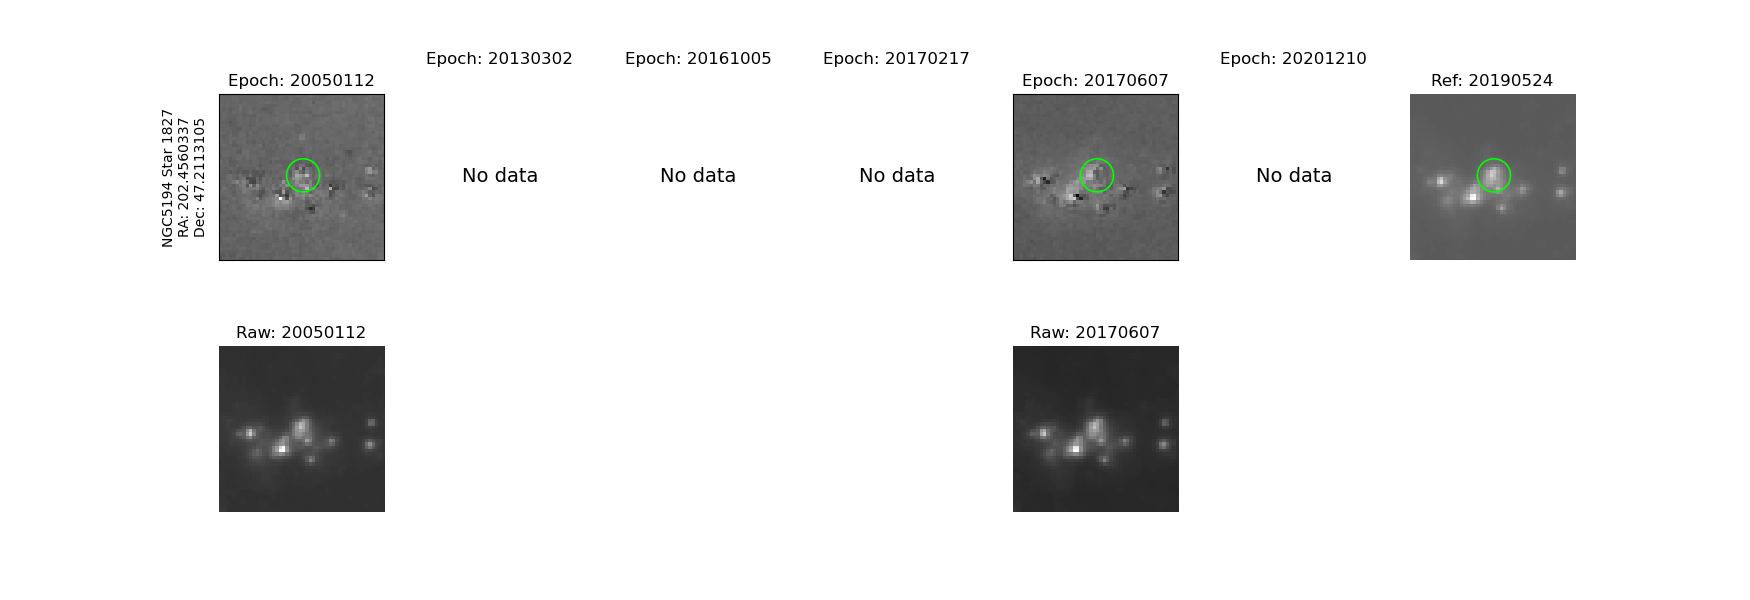 Epoch: 20050112
Epoch: 20130302
Epoch: 20161005
Epoch: 20170217
Epoch: 20170607
Epoch: 20201210
Ref: 20190524
NGC5194 Star 1827
RA: 202.4560337
Dec: 47.2113105
No data
No data
No data
No data
Raw: 20050112
Raw: 20170607